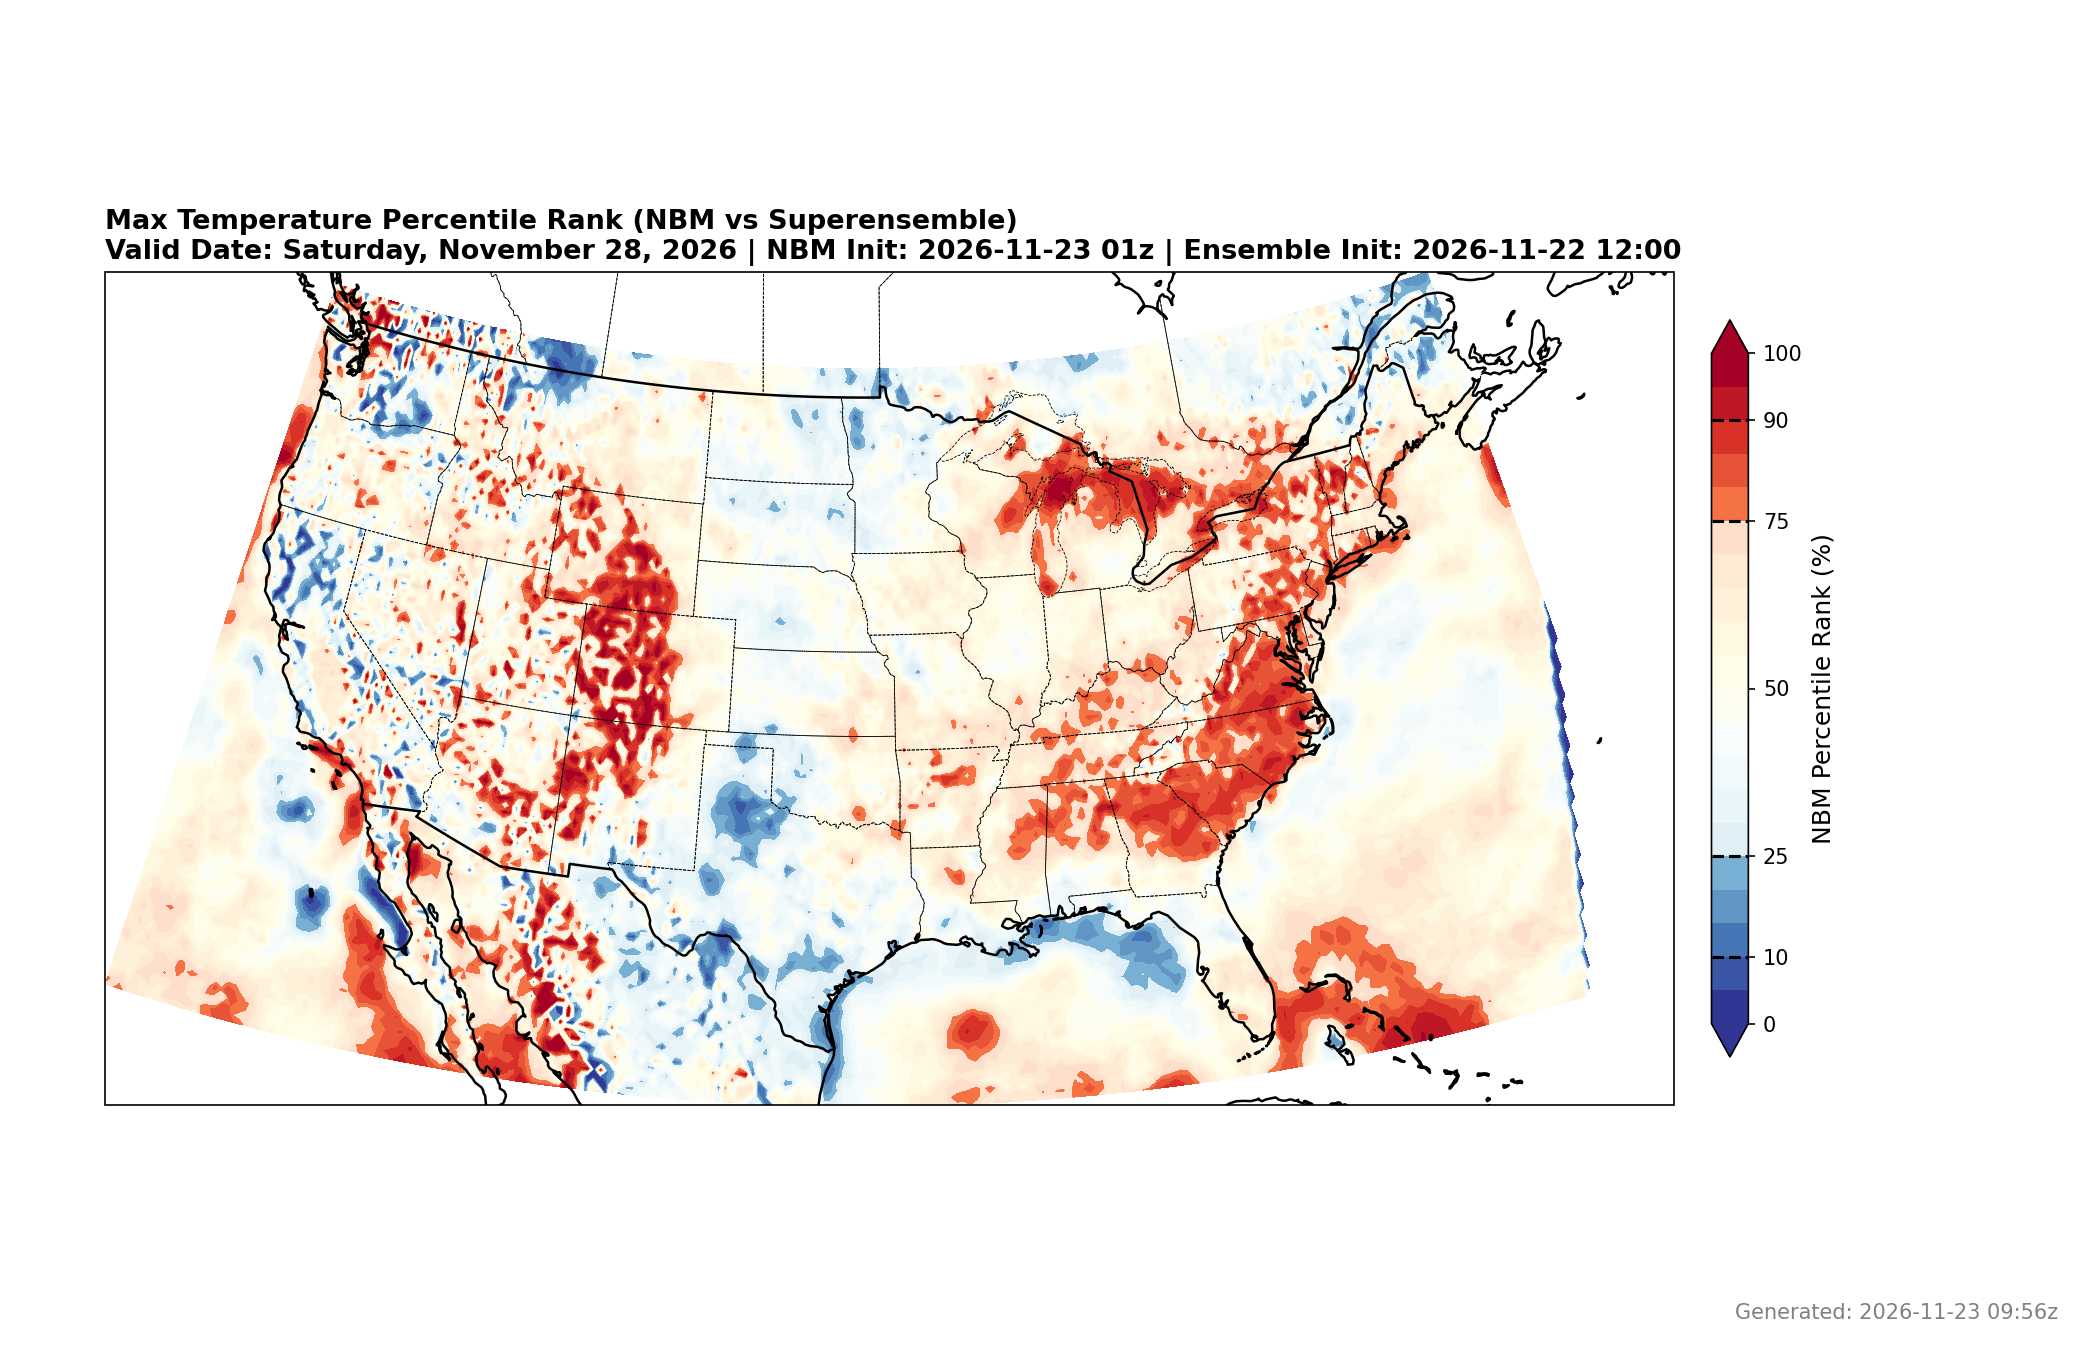 Max Temperature Percentile Rank (NBM vs Superensemble)
Valid Date: Saturday, November 28, 2026 | NBM Init: 2026-11-23 01z | Ensemble Init: 2026-11-22 12:00
100
90
75
50
25
10
0
NBM Percentile Rank (%)
Generated: 2026-11-23 09:56z